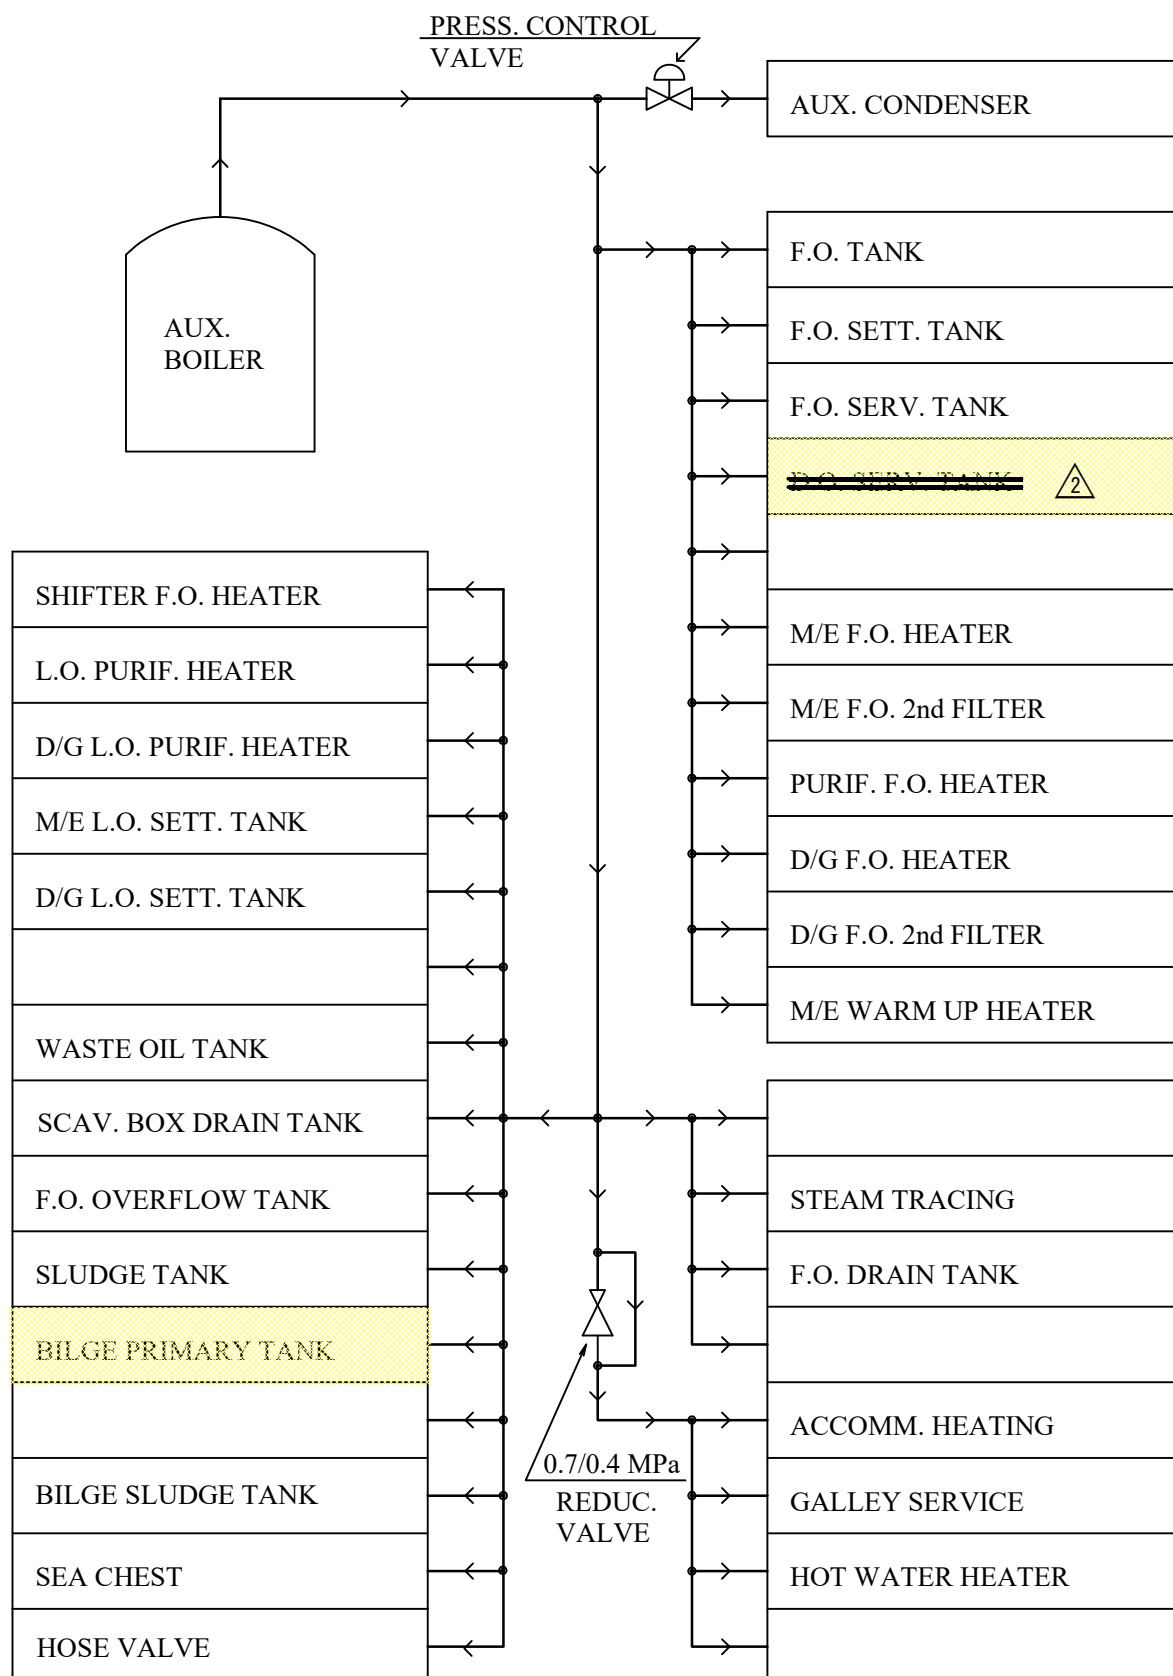 PRESS. CONTROL
VALVE
AUX. CONDENSER
AUX.
BOILER
F.O. TANK
F.O. SETT. TANK
F.O. SERV. TANK
D.O. SERV. TANK
2
M/E F.O. HEATER
M/E F.O. 2nd FILTER
PURIF. F.O. HEATER
D/G F.O. HEATER
D/G F.O. 2nd FILTER
M/E WARM UP HEATER
SHIFTER F.O. HEATER
L.O. PURIF. HEATER
D/G L.O. PURIF. HEATER
M/E L.O. SETT. TANK
D/G L.O. SETT. TANK
WASTE OIL TANK
SCAV. BOX DRAIN TANK
F.O. OVERFLOW TANK
SLUDGE TANK
BILGE PRIMARY TANK
BILGE SLUDGE TANK
SEA CHEST
HOSE VALVE
STEAM TRACING
F.O. DRAIN TANK
0.7/0.4 MPa
REDUC.
VALVE
ACCOMM. HEATING
GALLEY SERVICE
HOT WATER HEATER